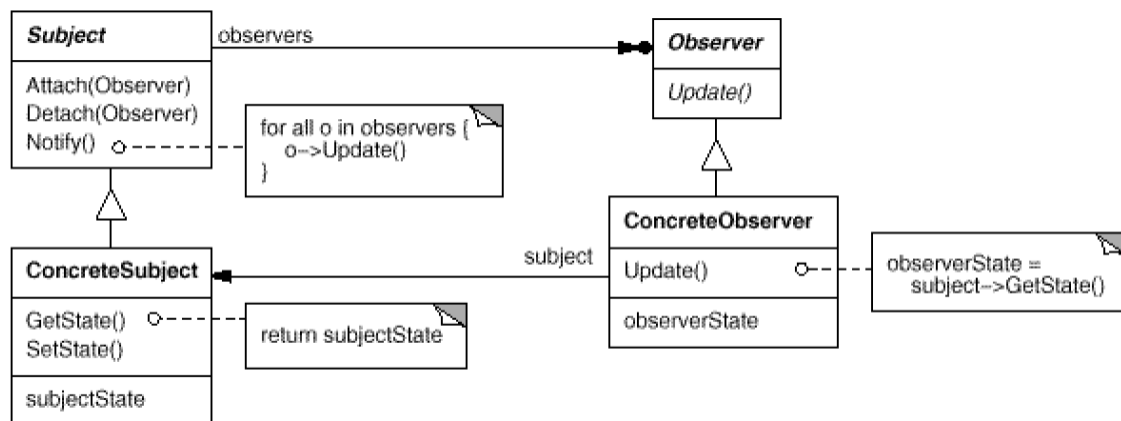 Subject
observers
Observer
Attach(Observer)
Detach(Observer)
Notify()
Update()
for all o in observers {
o->Update()
}
ConcreteSubject
subject
ConcreteObserver
GetState()
SetState()
return subjectState
Update()
observerState =
subject->GetState()
subjectState
observerState